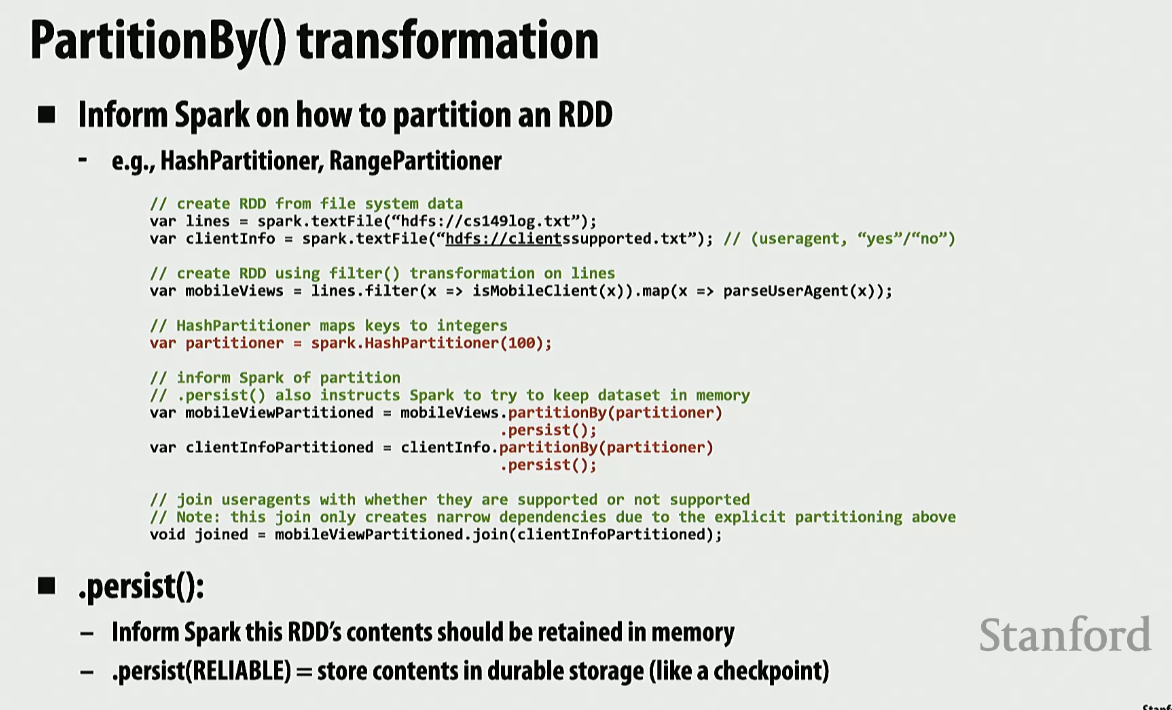 PartitionBy() transformation
■ Inform Spark on how to partition an RDD
- e.g., HashPartitioner, RangePartitioner
// create RDD from file system data
var lines = spark.textFile(“hdfs://cs149log.txt”);
var clientInfo = spark.textFile(“hdfs://clientssupported.txt”); // (useragent, “yes”/“no”)
// create RDD using filter() transformation on lines
var mobileViews = lines.filter(x => isMobileClient(x)).map(x => parseUserAgent(x));
// HashPartitioner maps keys to integers
var partitioner = spark.HashPartitioner(100);
// inform Spark of partition
// .persist() also instructs Spark to try to keep dataset in memory
var mobileViewPartitioned = mobileViews.partitionBy(partitioner)
.persist();
var clientInfoPartitioned = clientInfo.partitionBy(partitioner)
.persist();
// join useragents with whether they are supported or not supported
// Note: this join only creates narrow dependencies due to the explicit partitioning above
void joined = mobileViewPartitioned.join(clientInfoPartitioned);
■ .persist():
– Inform Spark this RDD’s contents should be retained in memory
– .persist(RELIABLE) = store contents in durable storage (like a checkpoint)
Stanford